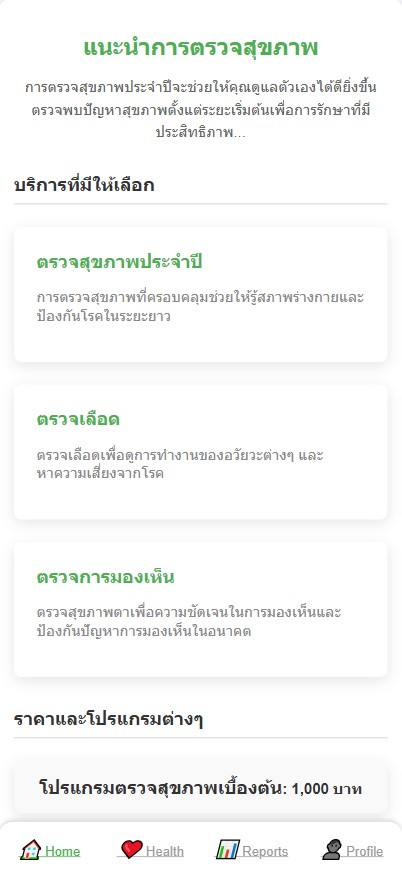 แนะนำการตรวจสุขภาพ
การตรวจสุขภาพประจำปีจะช่วยให้คุณดูแลตัวเองได้ดียิ่งขึ้น
ตรวจพบปัญหาสุขภาพตั้งแต่ระยะเริ่มต้นเพื่อการรักษาที่มี
ประสิทธิภาพ...
บริการที่มีให้เลือก
ตรวจสุขภาพประจำปี
การตรวจสุขภาพที่ครอบคลุมช่วยให้รู้สภาพร่างกายและ
ป้องกันโรคในระยะยาว
ตรวจเลือด
ตรวจเลือดเพื่อดูการทำงานของอวัยวะต่างๆ และ
หาความเสี่ยงจากโรค
ตรวจการมองเห็น
ตรวจสุขภาพตาเพื่อความชัดเจนในการมองเห็นและ
ป้องกันปัญหาการมองเห็นในอนาคต
ราคาและโปรแกรมต่างๆ
โปรแกรมตรวจสุขภาพเบื้องต้น: 1,000 บาท
Home Health Reports Profile